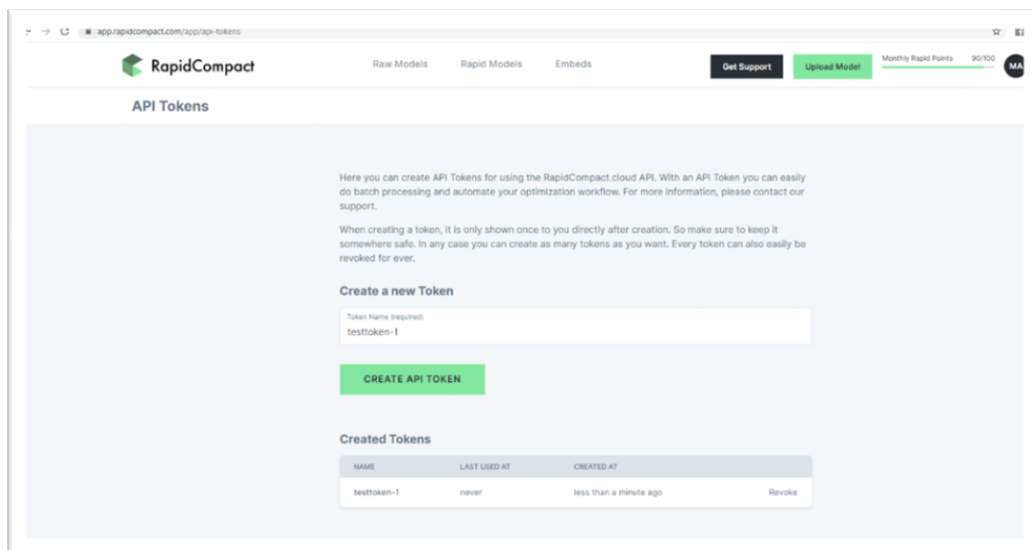 app.rapidcompact.com/app/api-tokens
RapidCompact
Raw Models
Rapid Models
Embeds
Get Support
Upload Model
Monthly Rapid Points
90/100
MA
API Tokens
Here you can create API Tokens for using the RapidCompact.cloud API. With an API Token you can easily
do batch processing and automate your optimization workflow. For more information, please contact our
support.
When creating a token, it is only shown once to you directly after creation. So make sure to keep it
somewhere safe. In any case you can create as many tokens as you want. Every token can also easily be
revoked for ever.
Create a new Token
Token Name (required)
testtoken-1
CREATE API TOKEN
Created Tokens
NAME LAST USED AT CREATED AT
testtoken-1 never less than a minute ago Revoke